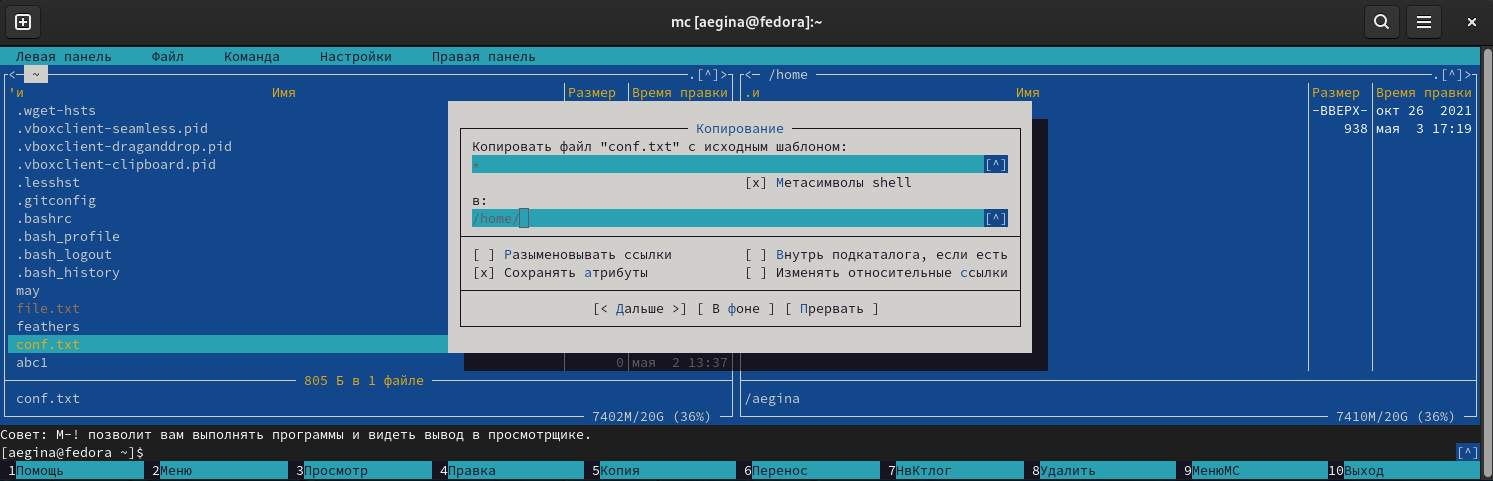 mc [aegina@fedora]:~
Левая панель Файл Команда Настройки Правая панель
~ .[^]> /home .[^]>
'и Имя Размер Время правки .и Имя Размер Время правки
.wget-hsts -ВВЕРХ- окт 26 2021
.vboxclient-seamless.pid 938 мая 3 17:19
.vboxclient-draganddrop.pid
.vboxclient-clipboard.pid
.lesshst
.gitconfig
.bashrc
.bash_profile
.bash_logout
.bash_history
may
file.txt
feathers
conf.txt
abc1 0 мая 2 13:37
Копирование
Копировать файл "conf.txt" с исходным шаблоном:
* [^]
[x] Метасимволы shell
в:
/home/ [^]
[ ] Разыменовывать ссылки [ ] Внутрь подкаталога, если есть
[x] Сохранять атрибуты [ ] Изменять относительные ссылки
[< Дальше >] [ В фоне ] [ Прервать ]
805 Б в 1 файле
conf.txt /aegina
7402M/20G (36%) 7410M/20G (36%)
Совет: M-! позволит вам выполнять программы и видеть вывод в просмотрщике.
[aegina@fedora ~]$ [^]
1Помощь 2Меню 3Просмотр 4Правка 5Копия 6Перенос 7НвКтлог 8Удалить 9МенюMC 10Выход